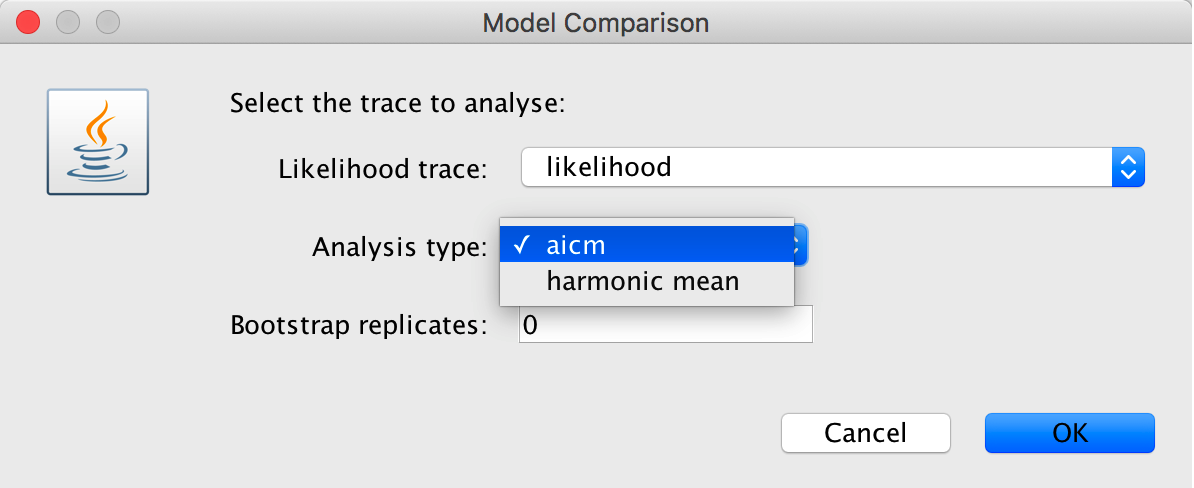 Model Comparison
Select the trace to analyse:
Likelihood trace: likelihood
Analysis type: ✓ aicm
harmonic mean
Bootstrap replicates: 0
Cancel OK